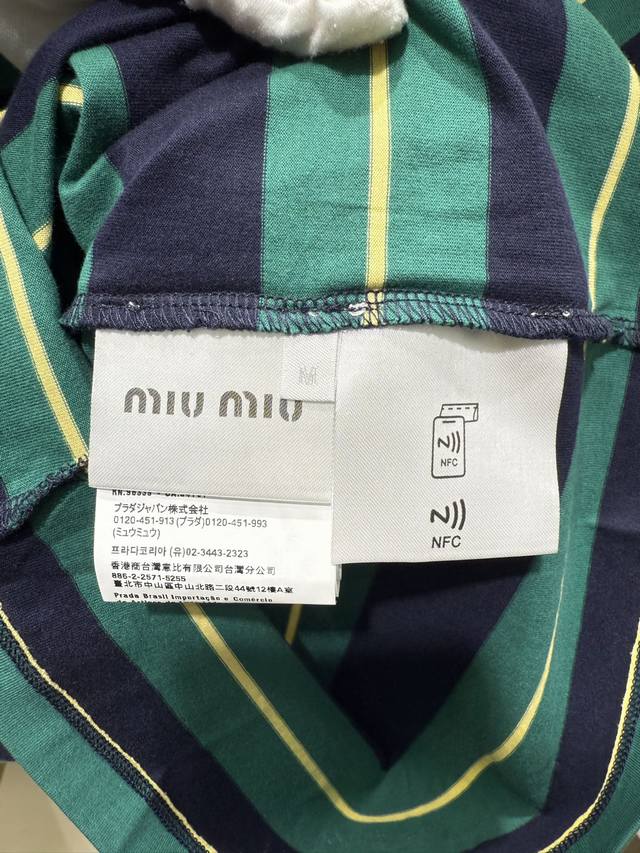 miu miu
M
NFC
NFC
プラダジャパン株式会社
0120-451-913(プラダ)0120-451-993
(ミュウミュウ)
프라다코리아 (유)02-3443-2323
香港商台灣意比有限公司台灣分公司
886-2-2571-5255
臺北市中山區中山北路二段44號12樓A室
Prada Brasil Importação e Comércio